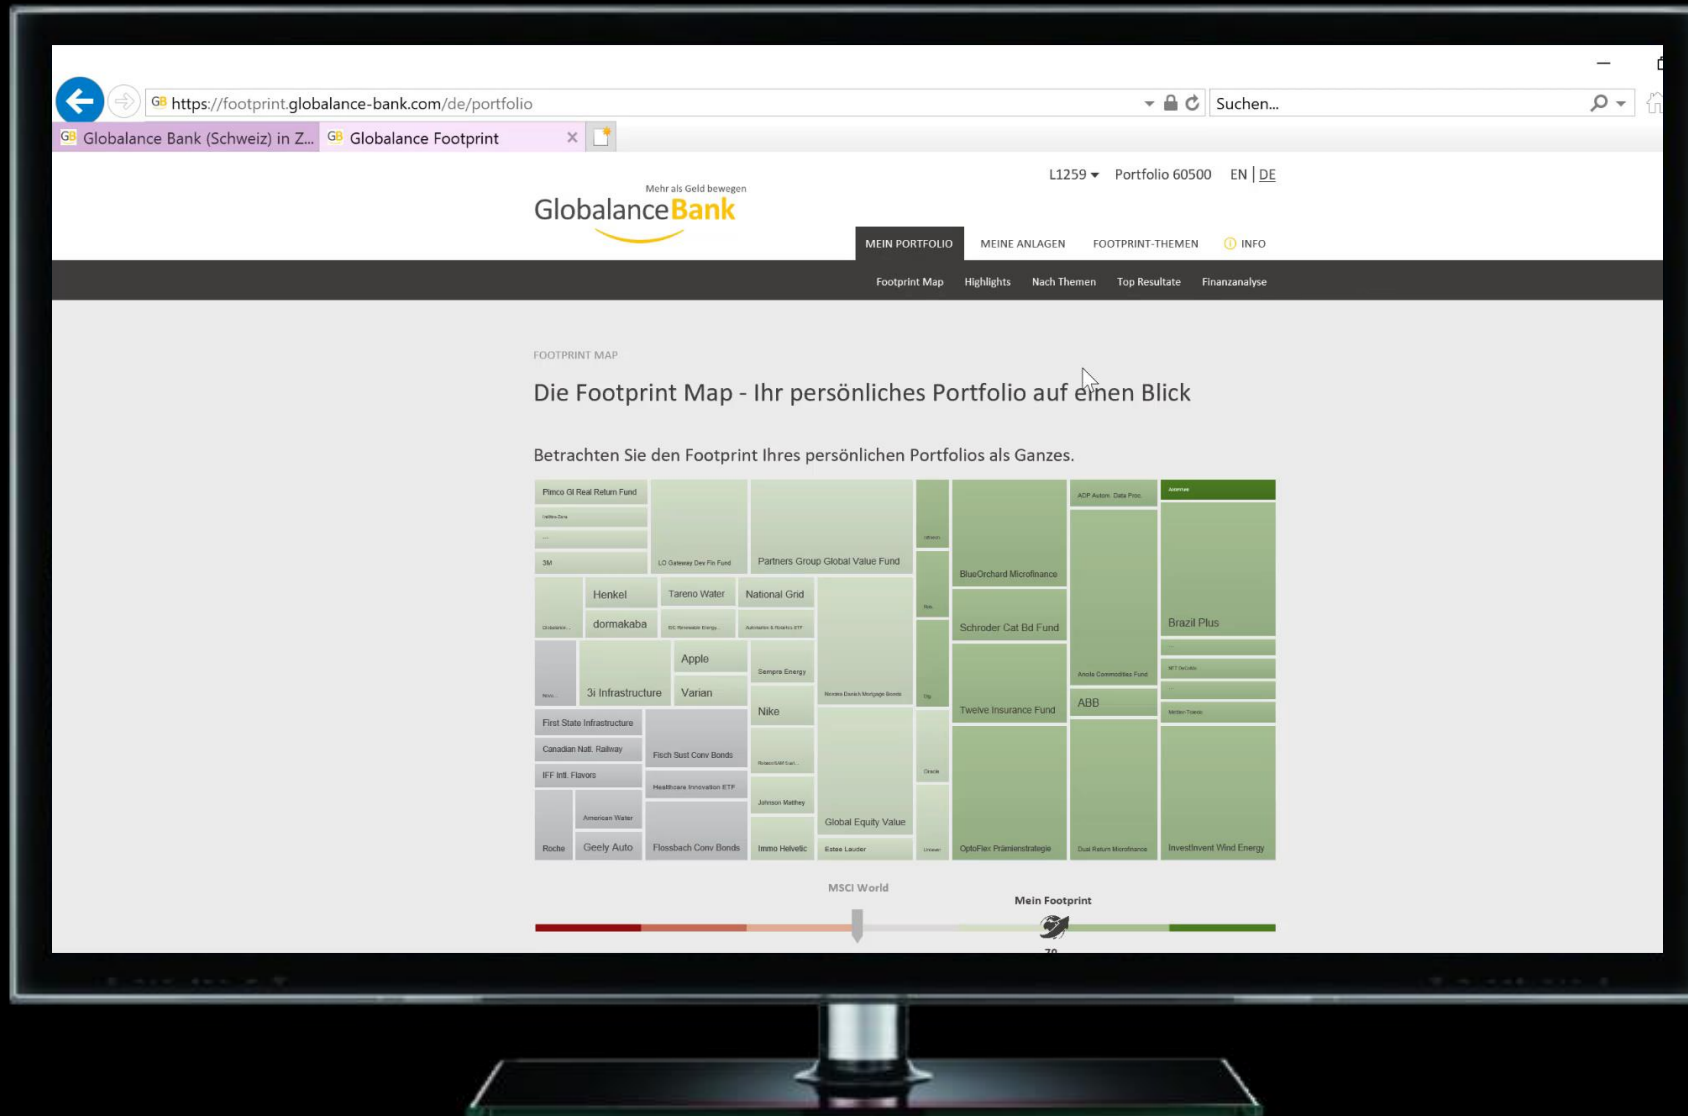 https://footprint.globalance-bank.com/de/portfolio
Suchen...
GB Globalance Bank (Schweiz) in Z...
GB Globalance Footprint
L1259
Portfolio 60500
EN | DE
Mehr als Geld bewegen
GlobalanceBank
MEIN PORTFOLIO
MEINE ANLAGEN
FOOTPRINT-THEMEN
INFO
Footprint Map
Highlights
Nach Themen
Top Resultate
Finanzanalyse
FOOTPRINT MAP
Die Footprint Map - Ihr persönliches Portfolio auf einen Blick
Betrachten Sie den Footprint Ihres persönlichen Portfolios als Ganzes.
Pimco Gl Real Return Fund
3M
LO Gateway Dev Fin Fund
Partners Group Global Value Fund
BlueOrchard Microfinance
ADP Autom. Data Proc.
Brazil Plus
Henkel
Tareno Water
National Grid
dormakaba
Schroder Cat Bd Fund
Apple
Sempra Energy
3i Infrastructure
Varian
Nike
Twelve Insurance Fund
ABB
First State Infrastructure
Canadian Natl. Railway
Fisch Sust Conv Bonds
IFF Intl. Flavors
Healthcare Innovation ETF
Oracle
American Water
Johnson Matthey
Global Equity Value
Roche
Geely Auto
Flossbach Conv Bonds
Immo Helvetic
Estee Lauder
OptoFlex Prämienstrategie
Dual Return Microfinance
InvestInvent Wind Energy
MSCI World
Mein Footprint